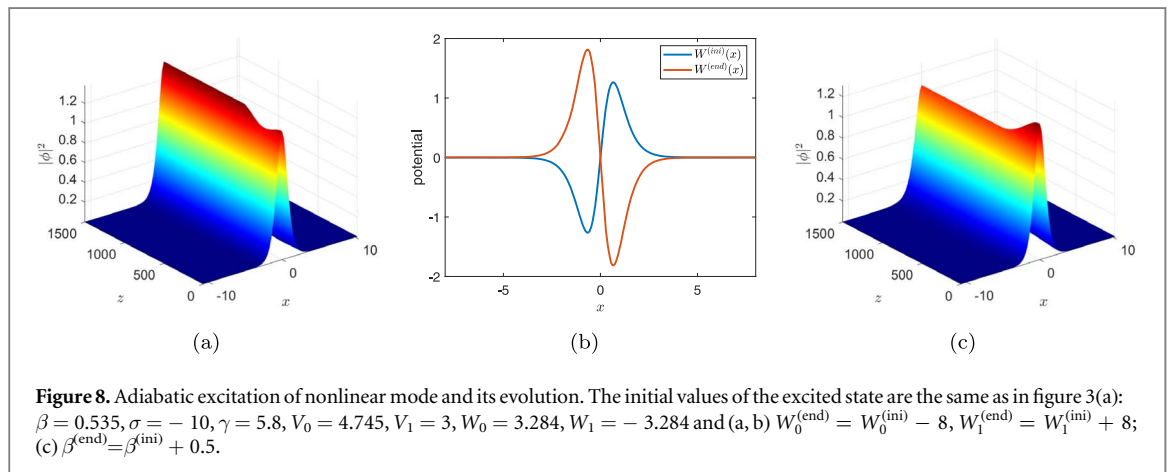 1.2
1
0.8
0.6
0.4
0.2
|ϕ|²
1500
1000
500
0
z
-10
0
10
x
(a)
2
1
0
-1
-2
potential
-5
0
5
x
W^(ini)(x)
W^(end)(x)
(b)
1.2
1
0.8
0.6
0.4
0.2
|ϕ|²
1500
1000
500
0
z
-10
0
10
x
(c)
Figure 8. Adiabatic excitation of nonlinear mode and its evolution. The initial values of the excited state are the same as in figure 3(a):
β = 0.535, σ = − 10, γ = 5.8, V₀ = 4.745, V₁ = 3, W₀ = 3.284, W₁ = − 3.284 and (a, b) W₀^(end) = W₀^(ini) − 8, W₁^(end) = W₁^(ini) + 8;
(c) β^(end)=β^(ini) + 0.5.